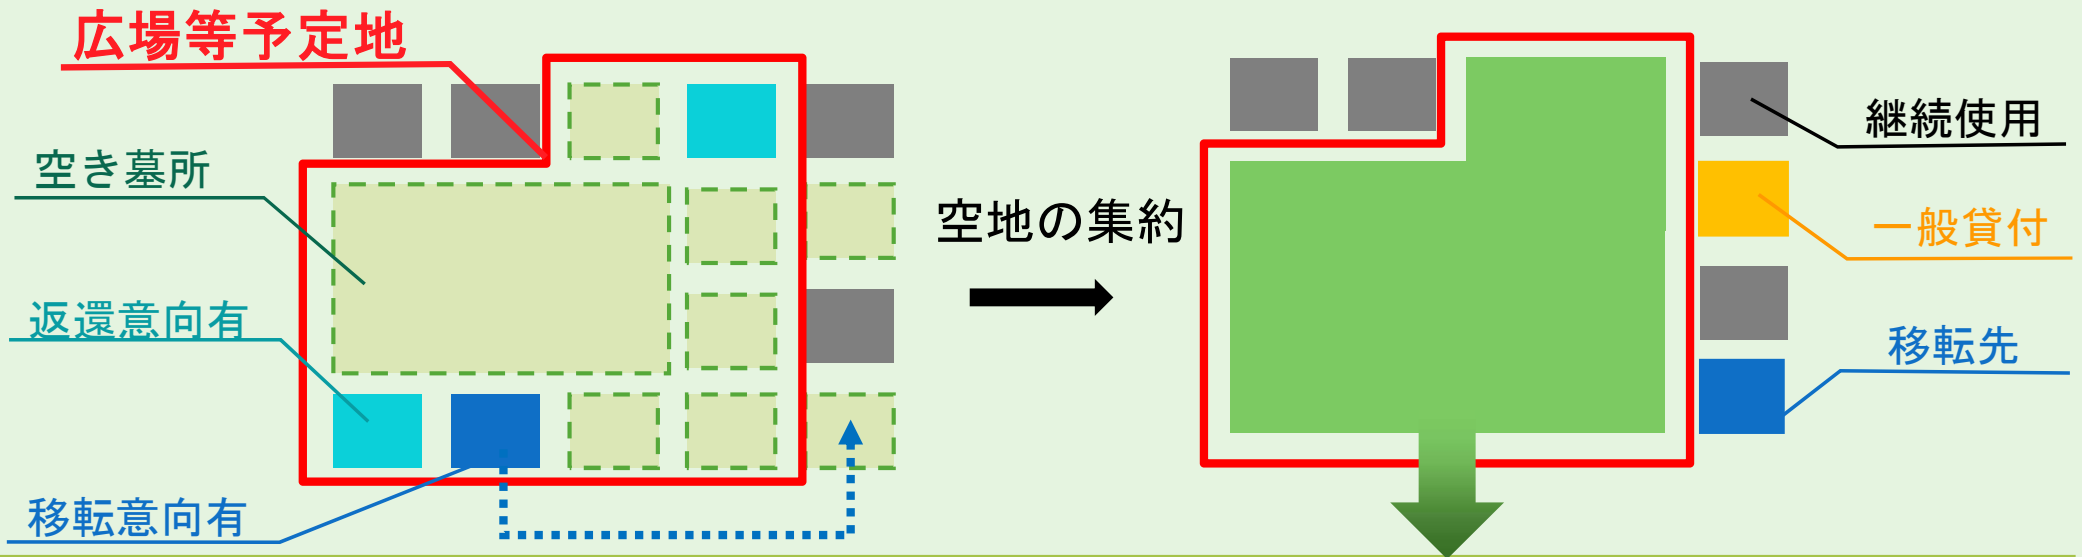 広場等予定地
空き墓所
返還意向有
移転意向有
空地の集約
継続使用
一般貸付
移転先